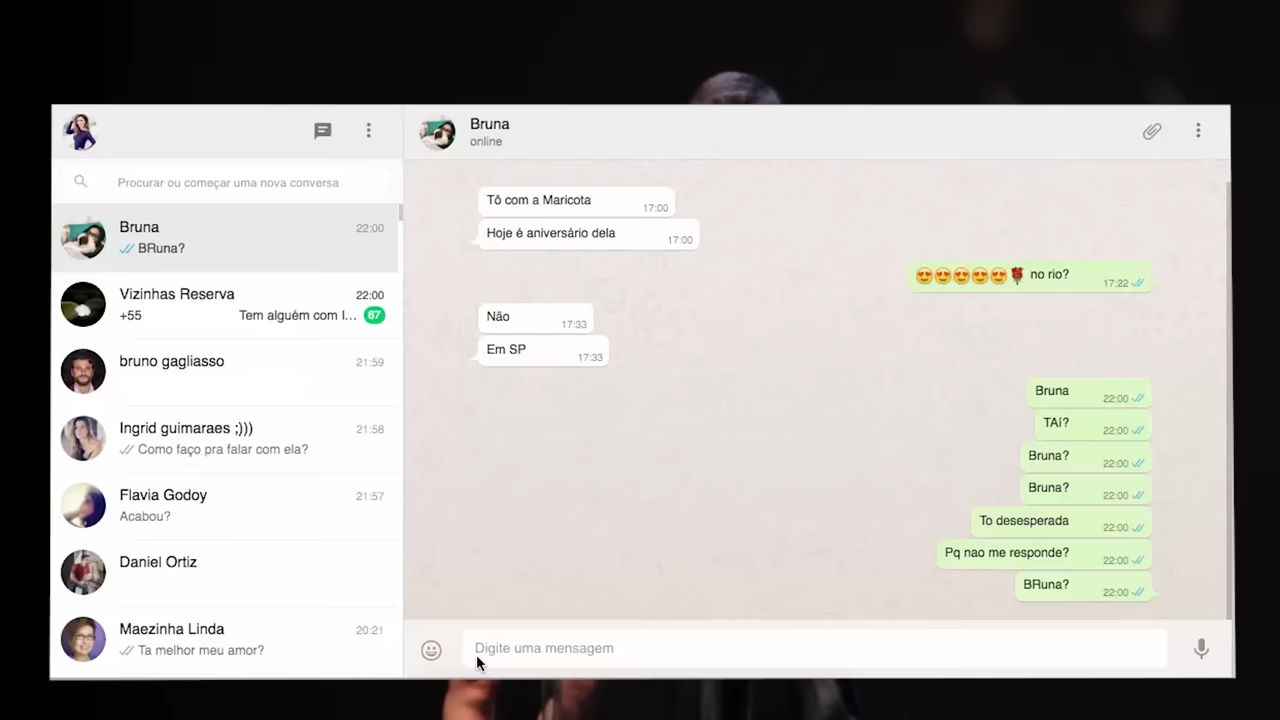 Procurar ou começar uma nova conversa
Bruna 22:00
BRuna?
Vizinhas Reserva 22:00
+55 Tem alguém com l... 67
bruno gagliasso 21:59
Ingrid guimaraes ;))) 21:58
Como faço pra falar com ela?
Flavia Godoy 21:57
Acabou?
Daniel Ortiz
Maezinha Linda 20:21
Ta melhor meu amor?
Bruna
online
Tô com a Maricota 17:00
Hoje é aniversário dela 17:00
😍😍😍😍😍🌹 no rio? 17:22
Não 17:33
Em SP 17:33
Bruna 22:00
TAí? 22:00
Bruna? 22:00
Bruna? 22:00
To desesperada 22:00
Pq nao me responde? 22:00
BRuna? 22:00
Digite uma mensagem